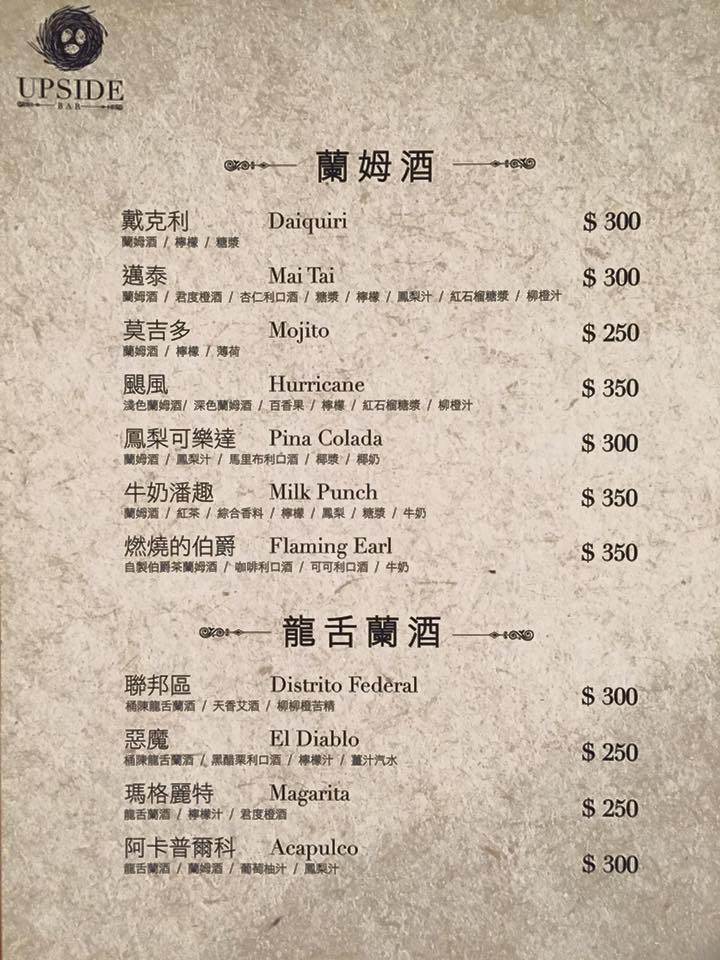 UPSIDE
BAR
蘭姆酒
戴克利 Daiquiri $ 300
蘭姆酒 / 檸檬 / 糖漿
邁泰 Mai Tai $ 300
蘭姆酒 / 君度橙酒 / 杏仁利口酒 / 糖漿 / 檸檬 / 鳳梨汁 / 紅石榴糖漿 / 柳橙汁
莫吉多 Mojito $ 250
蘭姆酒 / 檸檬 / 薄荷
颶風 Hurricane $ 350
淺色蘭姆酒/ 深色蘭姆酒 / 百香果 / 檸檬 / 紅石榴糖漿 / 柳橙汁
鳳梨可樂達 Pina Colada $ 300
蘭姆酒 / 鳳梨汁 / 馬里布利口酒 / 椰漿 / 椰奶
牛奶潘趣 Milk Punch $ 350
蘭姆酒 / 紅茶 / 綜合香料 / 檸檬 / 鳳梨 / 糖漿 / 牛奶
燃燒的伯爵 Flaming Earl $ 350
自製伯爵茶蘭姆酒 / 咖啡利口酒 / 可可利口酒 / 牛奶
龍舌蘭酒
聯邦區 Distrito Federal $ 300
桶陳龍舌蘭酒 / 天香艾酒 / 柳柳橙苦精
惡魔 El Diablo $ 250
桶陳龍舌蘭酒 / 黑醋栗利口酒 / 檸檬汁 / 薑汁汽水
瑪格麗特 Magarita $ 250
龍舌蘭酒 / 檸檬汁 / 君度橙酒
阿卡普爾科 Acapulco $ 300
龍舌蘭酒 / 蘭姆酒 / 葡萄柚汁 / 鳳梨汁